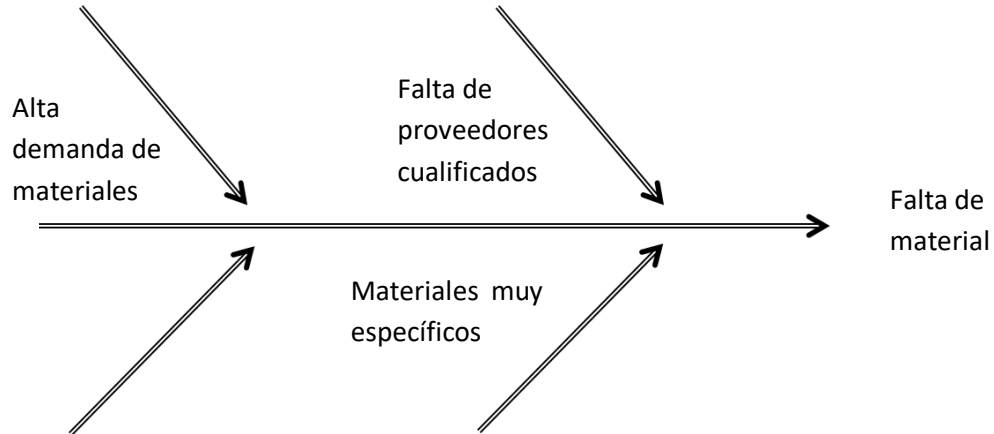 Alta
demanda de
materiales
Falta de
proveedores
cualificados
Falta de
material
Materiales muy
específicos